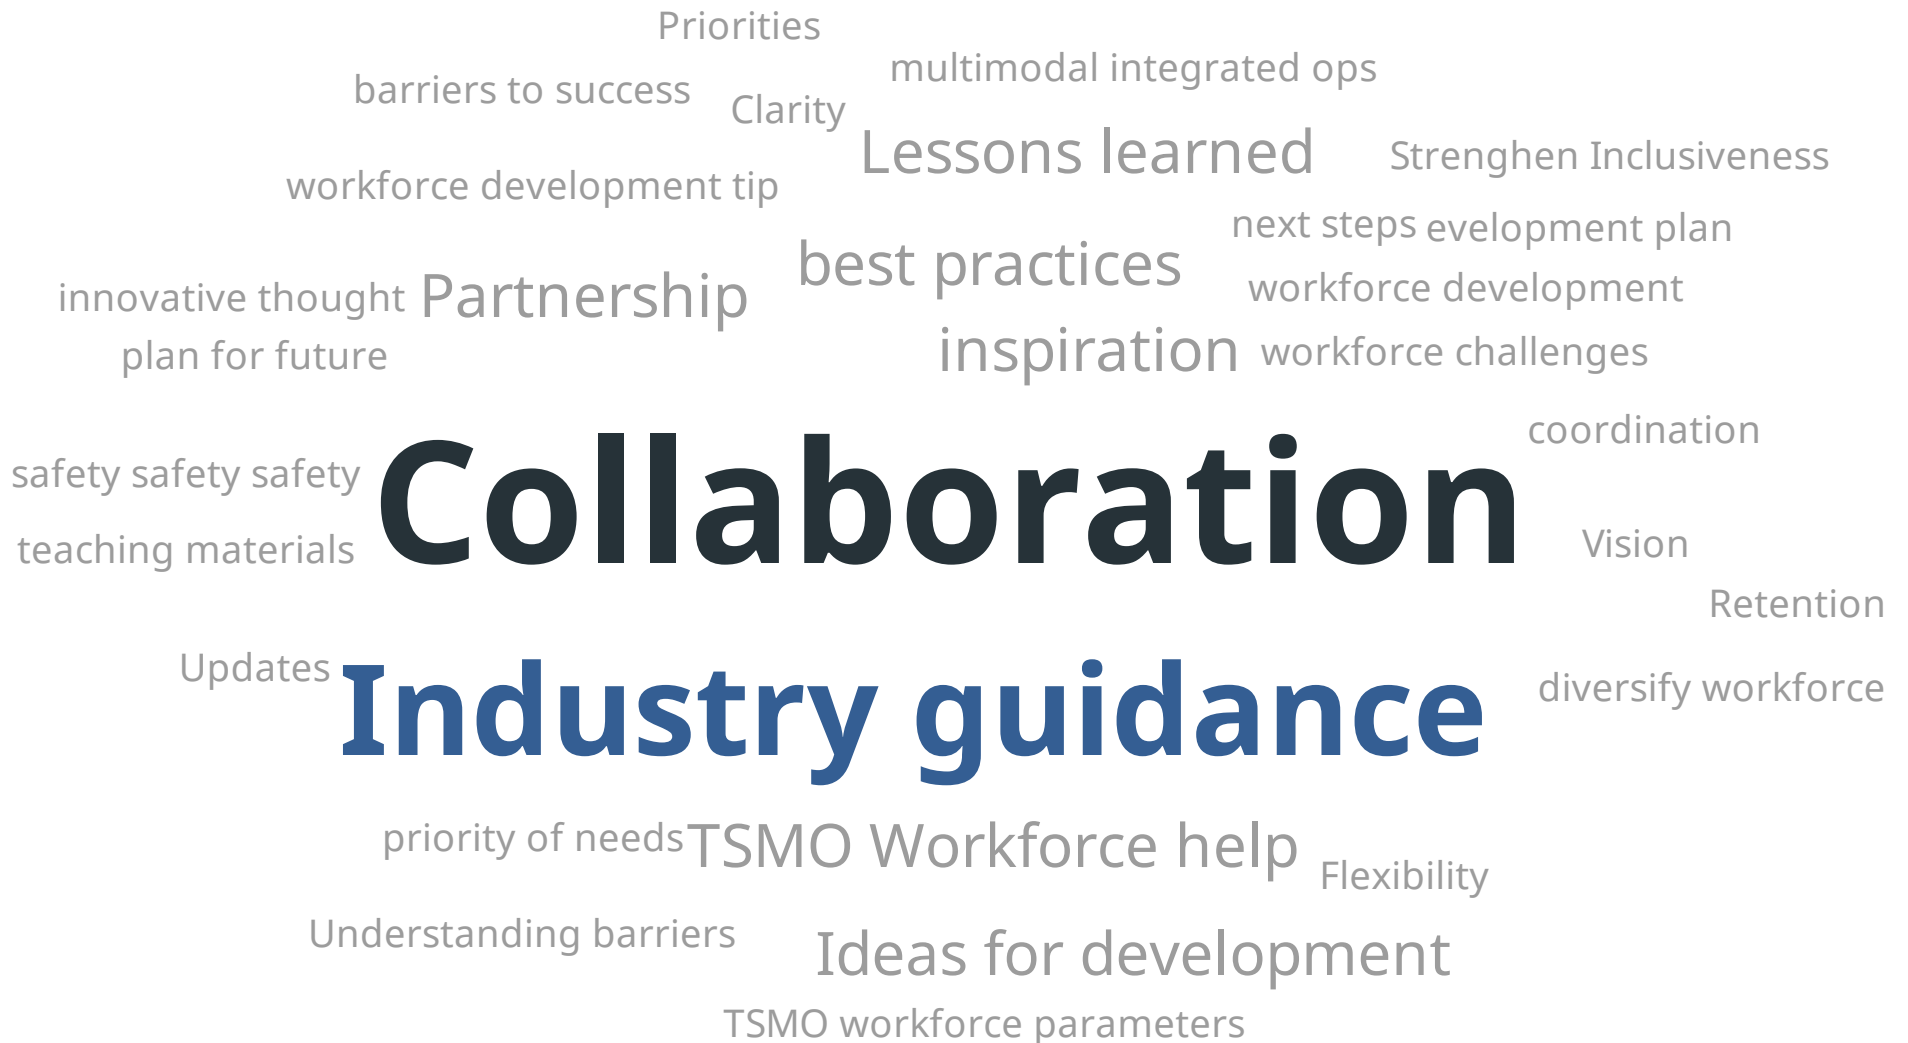 Priorities
multimodal integrated ops
barriers to success
Clarity
Lessons learned
Strenghen Inclusiveness
workforce development tip
next steps
evelopment plan
best practices
workforce development
innovative thought
Partnership
plan for future
inspiration
workforce challenges
coordination
safety safety safety
Collaboration
teaching materials
Vision
Retention
Updates
Industry guidance
diversify workforce
priority of needs
TSMO Workforce help
Flexibility
Understanding barriers
Ideas for development
TSMO workforce parameters